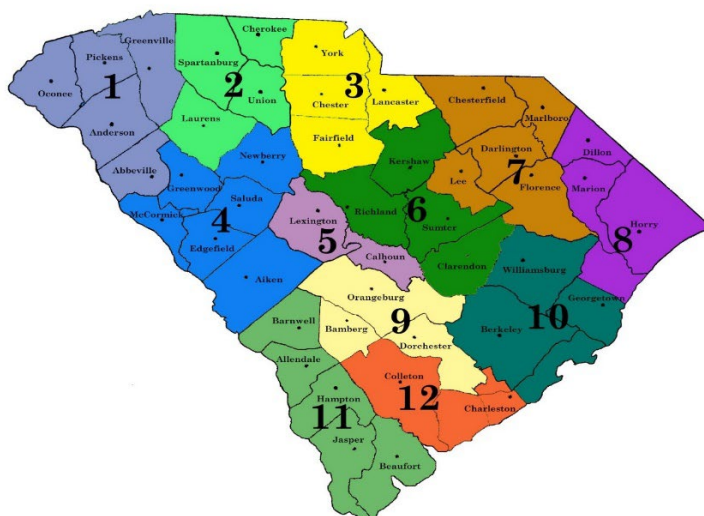 Cherokee
Greenville
Pickens
Spartanburg
York
Oconee
1
2
3
Union
Chester
Lancaster
Chesterfield
Marlboro
Anderson
Laurens
Fairfield
Darlington
Dillon
Abbeville
Newberry
Kershaw
Lee
7
Florence
Marion
Greenwood
Saluda
McCormick
4
Lexington
Richland
6
Sumter
Horry
8
Edgefield
5
Calhoun
Clarendon
Williamsburg
Aiken
Orangeburg
Georgetown
Barnwell
Bamberg
9
Dorchester
Berkeley
10
Allendale
Colleton
Hampton
12
Charleston
11
Jasper
Beaufort